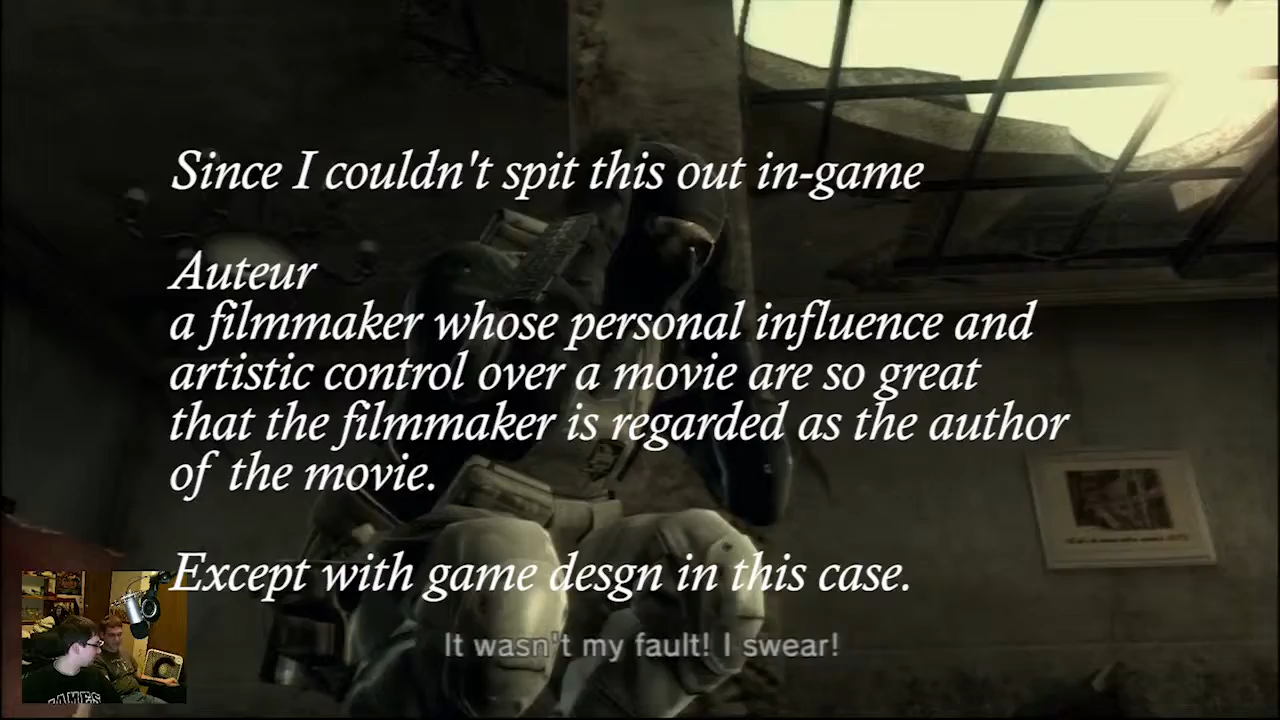 Since I couldn't spit this out in-game
Auteur
a filmmaker whose personal influence and
artistic control over a movie are so great
that the filmmaker is regarded as the author
of the movie.
Except with game desgn in this case.
It wasn't my fault! I swear!